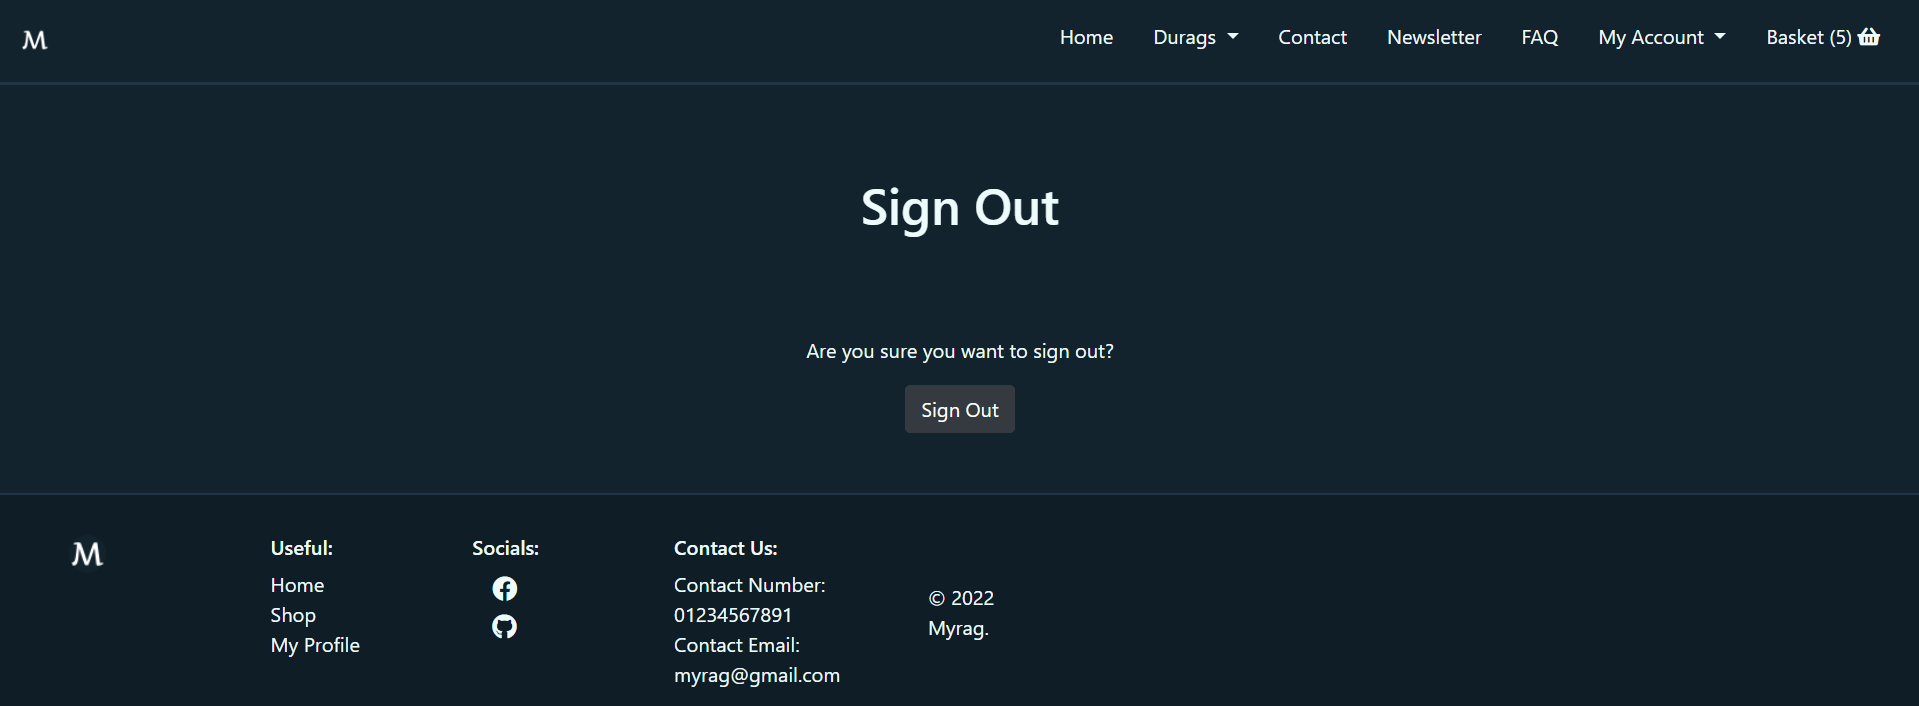 M
Home Durags Contact Newsletter FAQ My Account Basket (5)
Sign Out
Are you sure you want to sign out?
Sign Out
M
Useful:
Home
Shop
My Profile
Socials:
Contact Us:
Contact Number:
01234567891
Contact Email:
myrag@gmail.com
© 2022
Myrag.